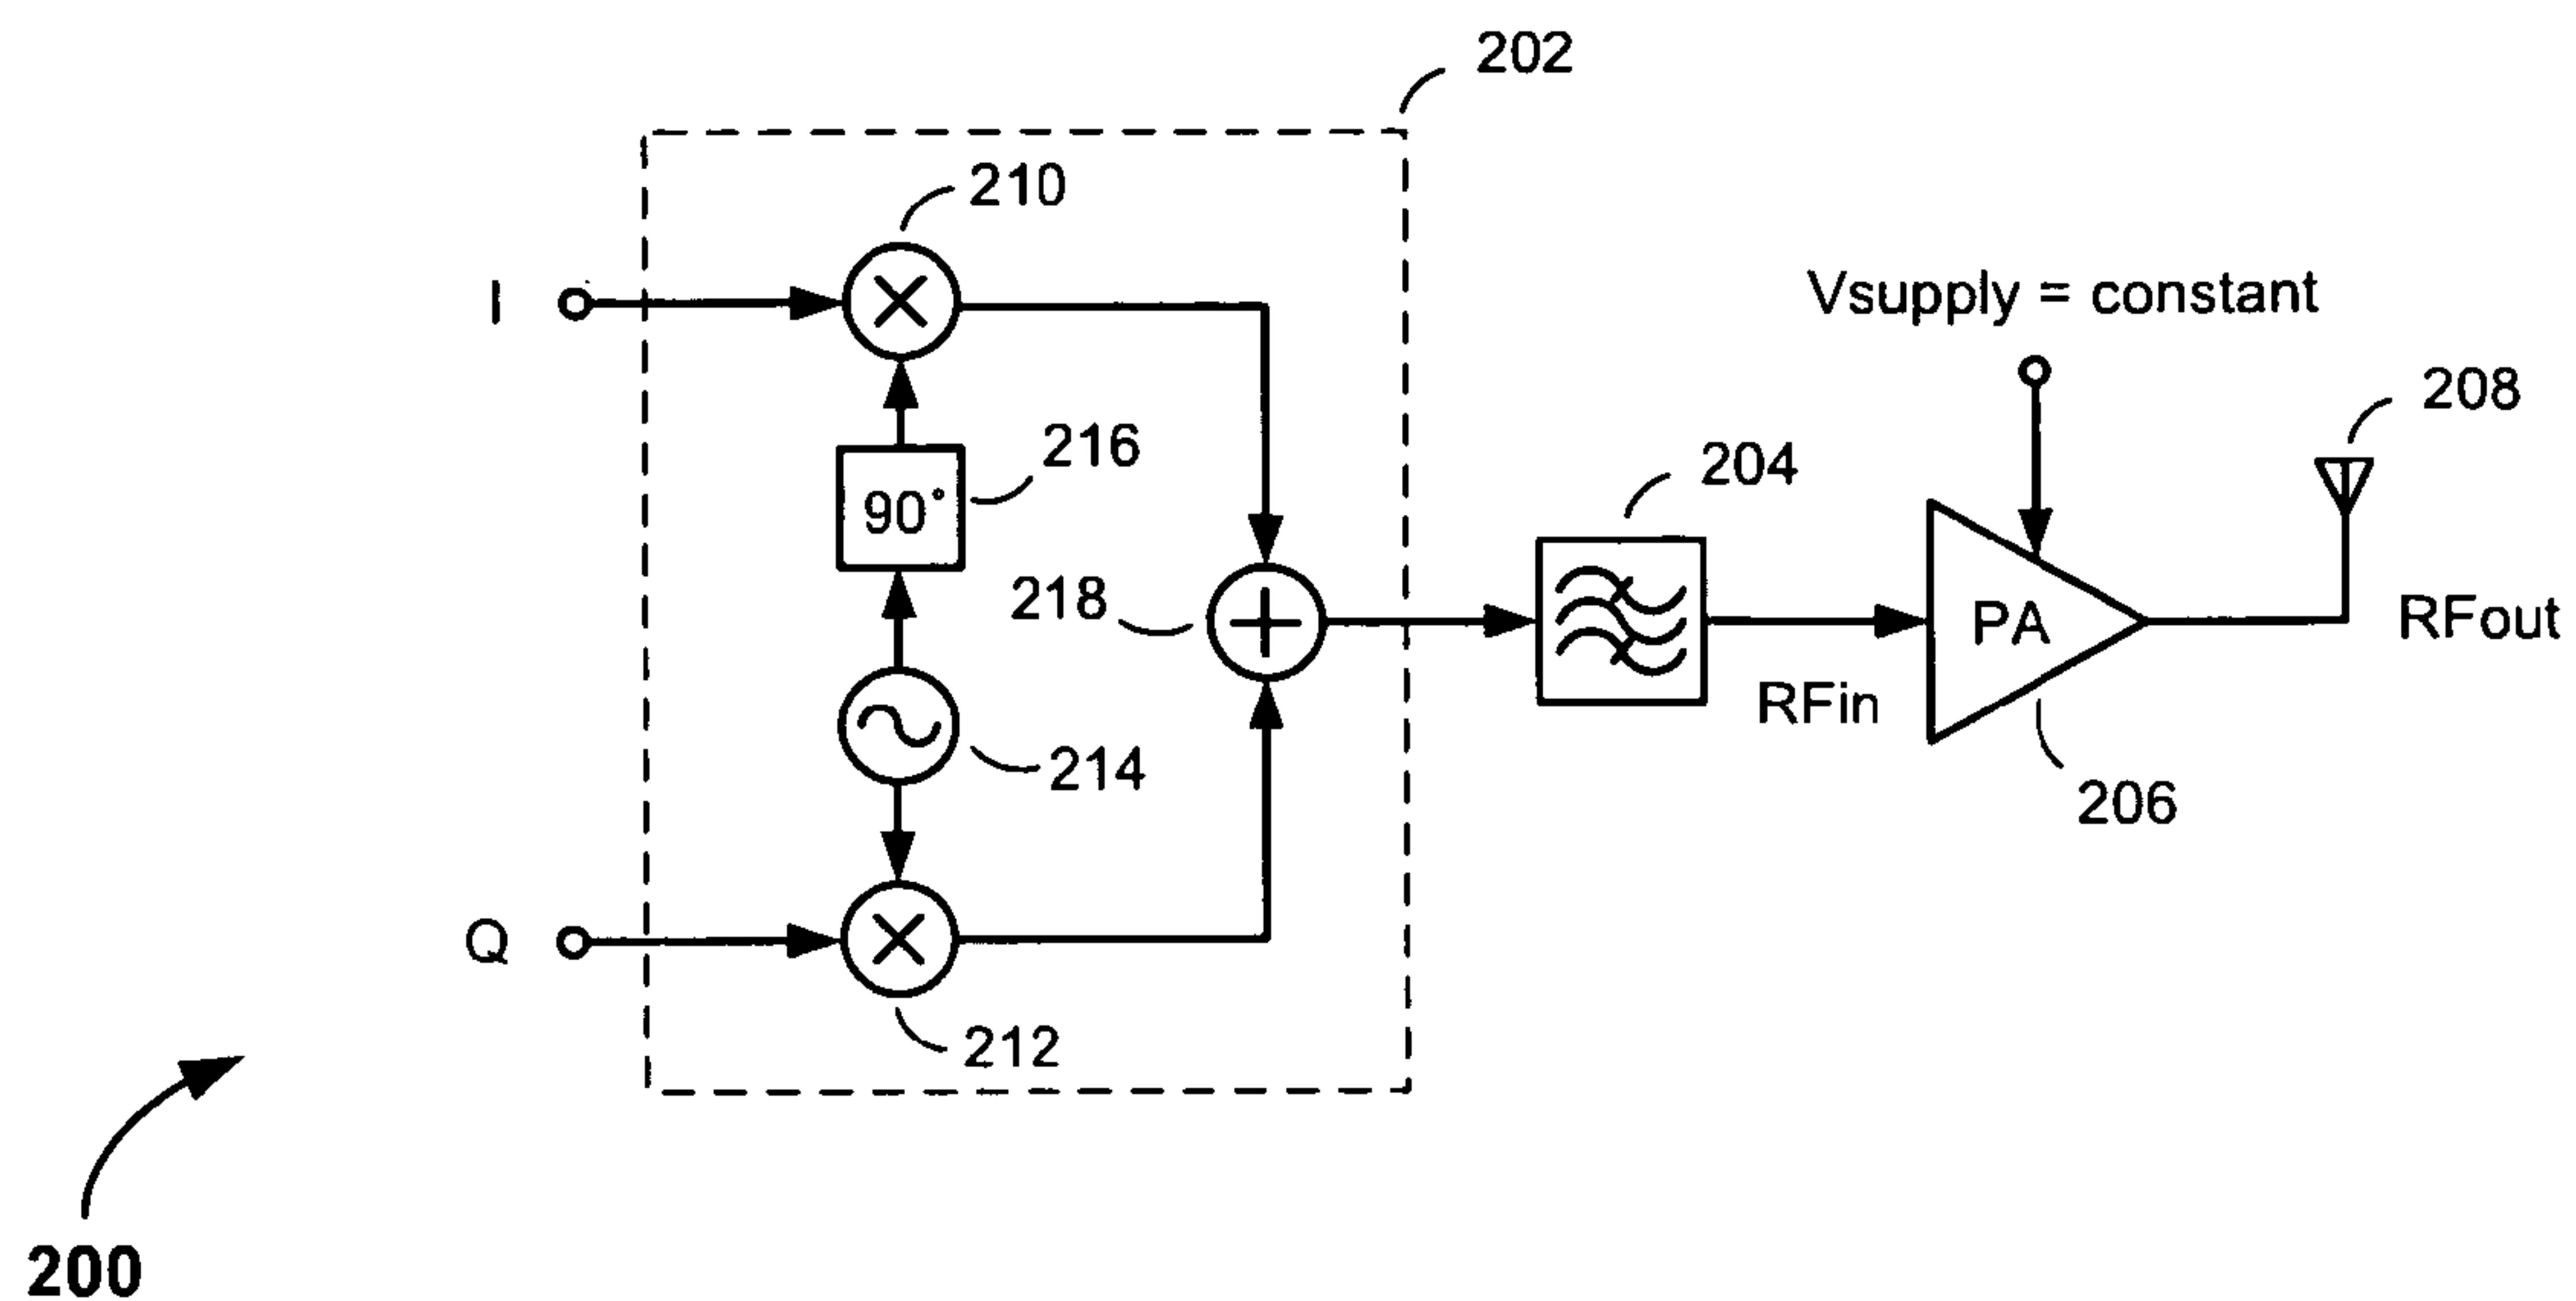 202
210
I
Vsupply = constant
208
216
90°
204
218
PA
RFout
RFin
214
206
Q
212
200